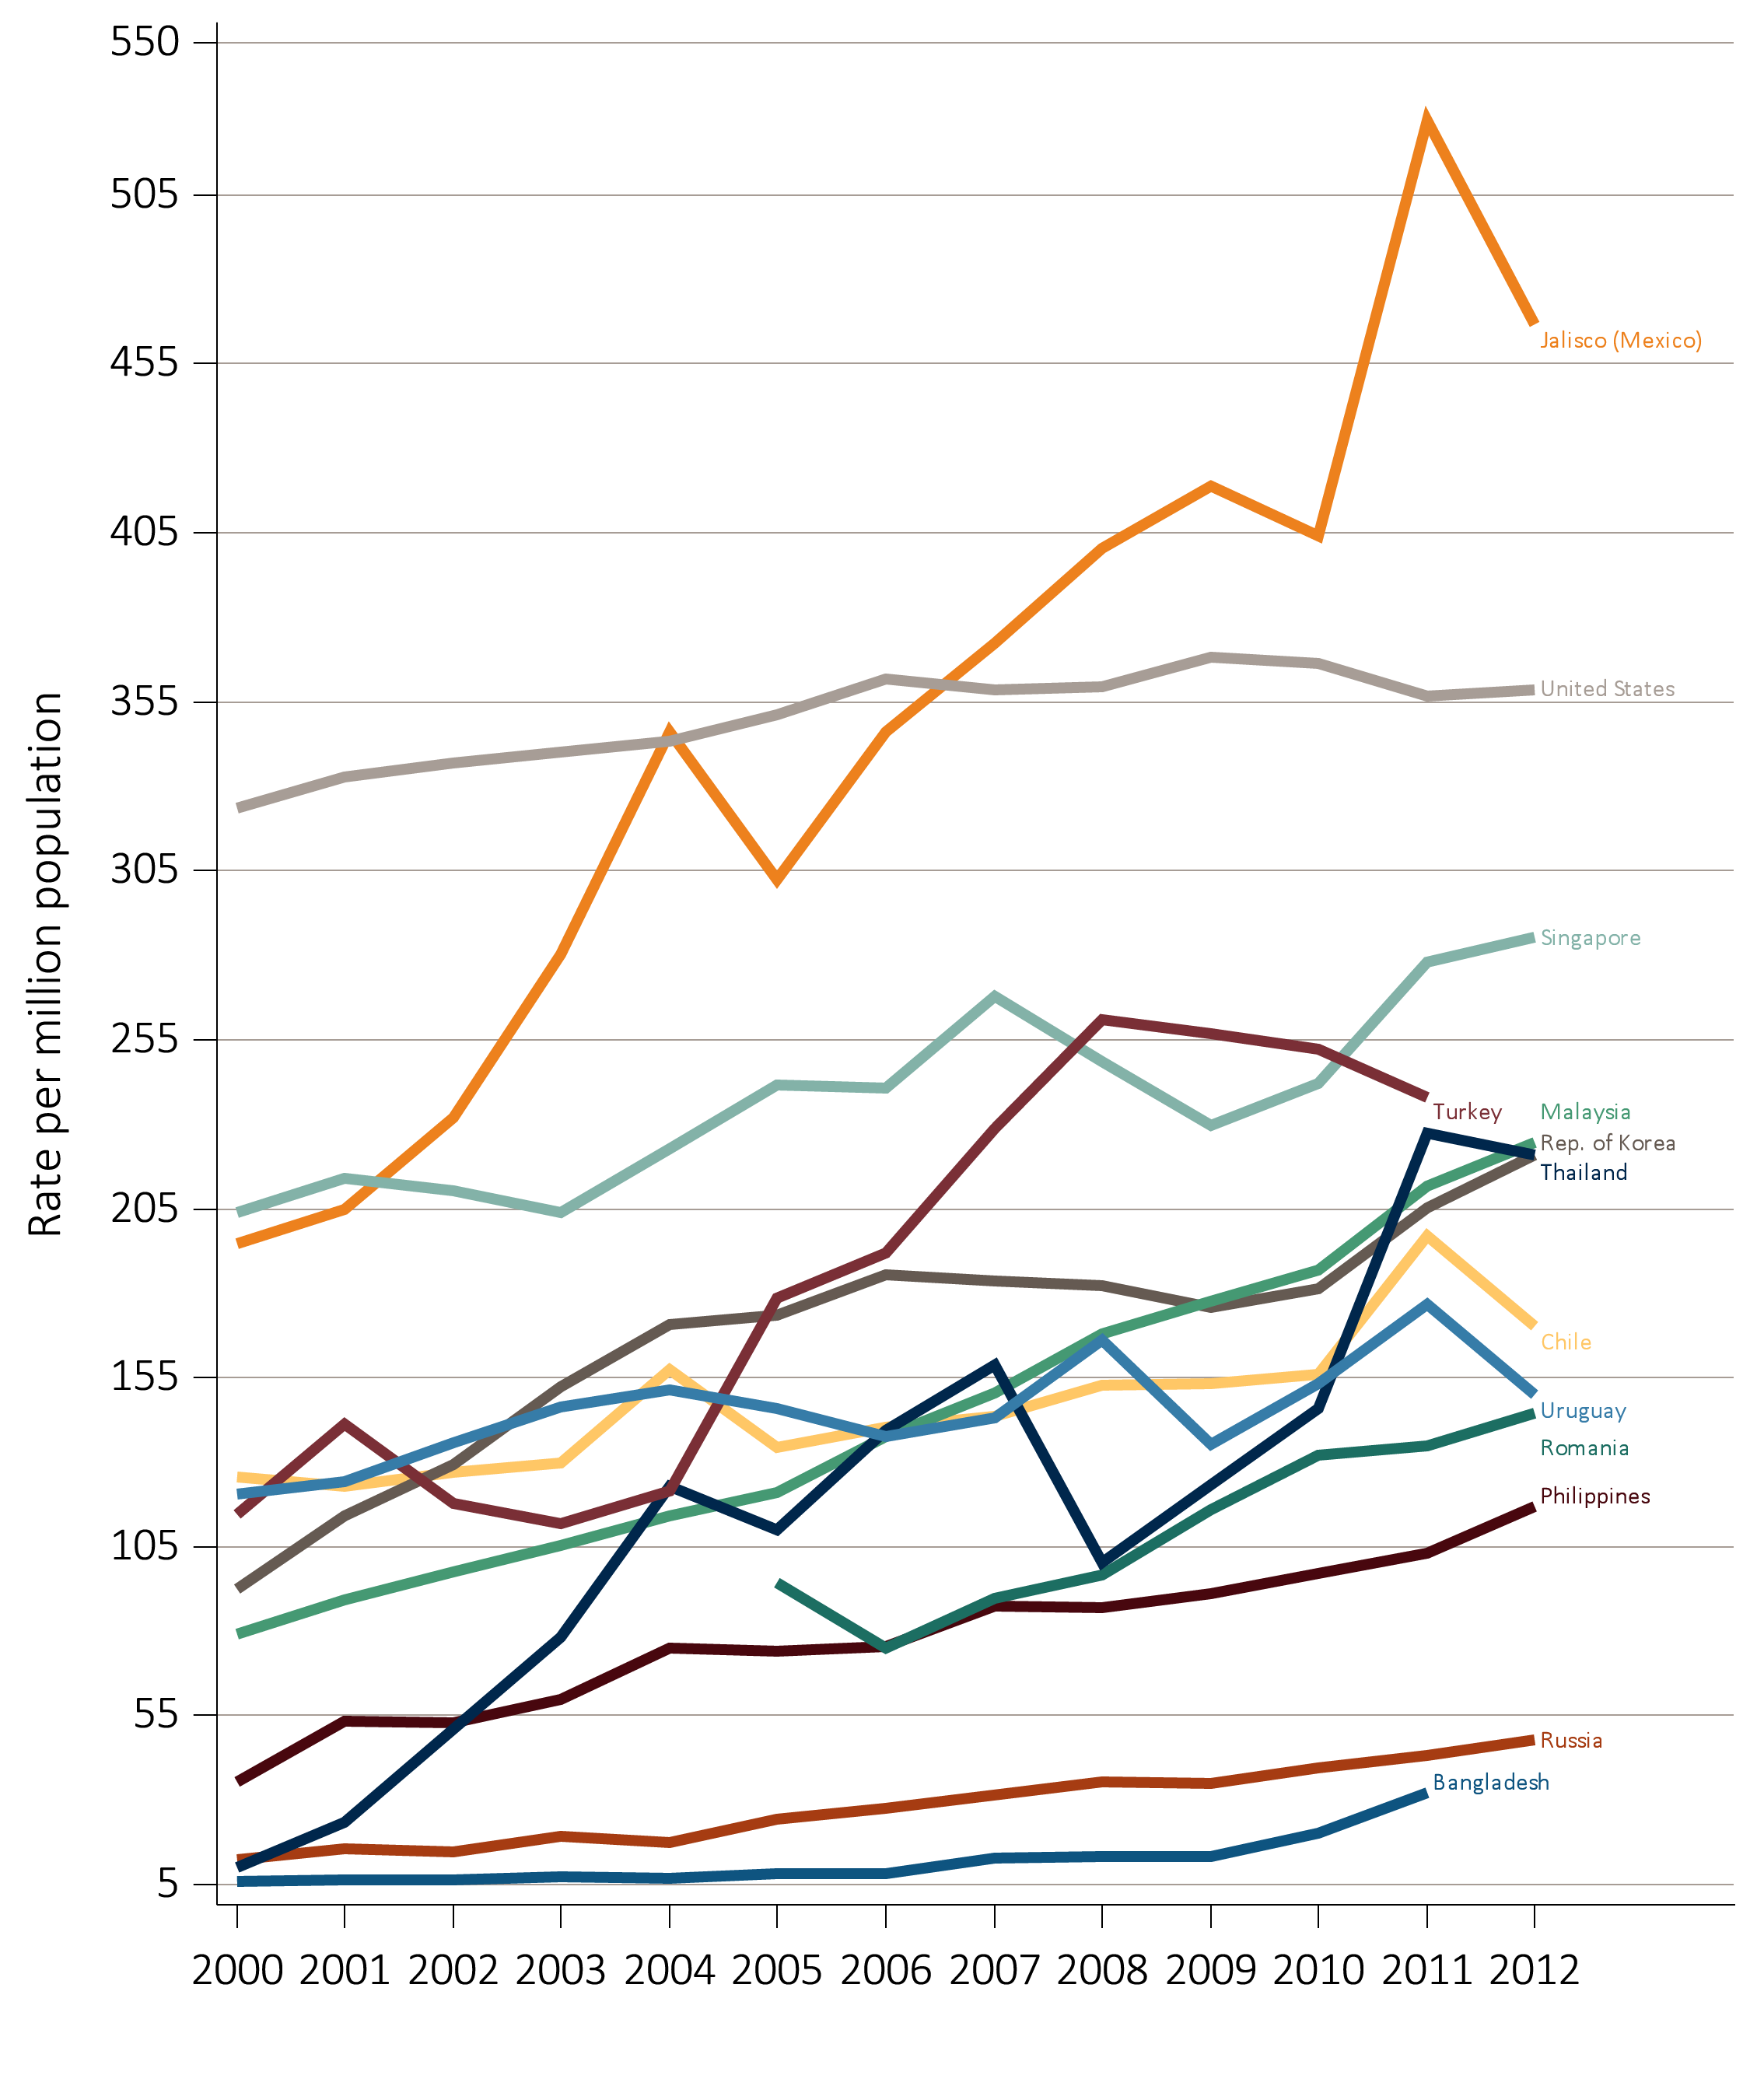 550
505
455
405
355
305
255
205
155
105
55
5
Rate per million population
Jalisco (Mexico)
United States
Singapore
Turkey
Malaysia
Rep. of Korea
Thailand
Chile
Uruguay
Romania
Philippines
Russia
Bangladesh
2000 2001 2002 2003 2004 2005 2006 2007 2008 2009 2010 2011 2012